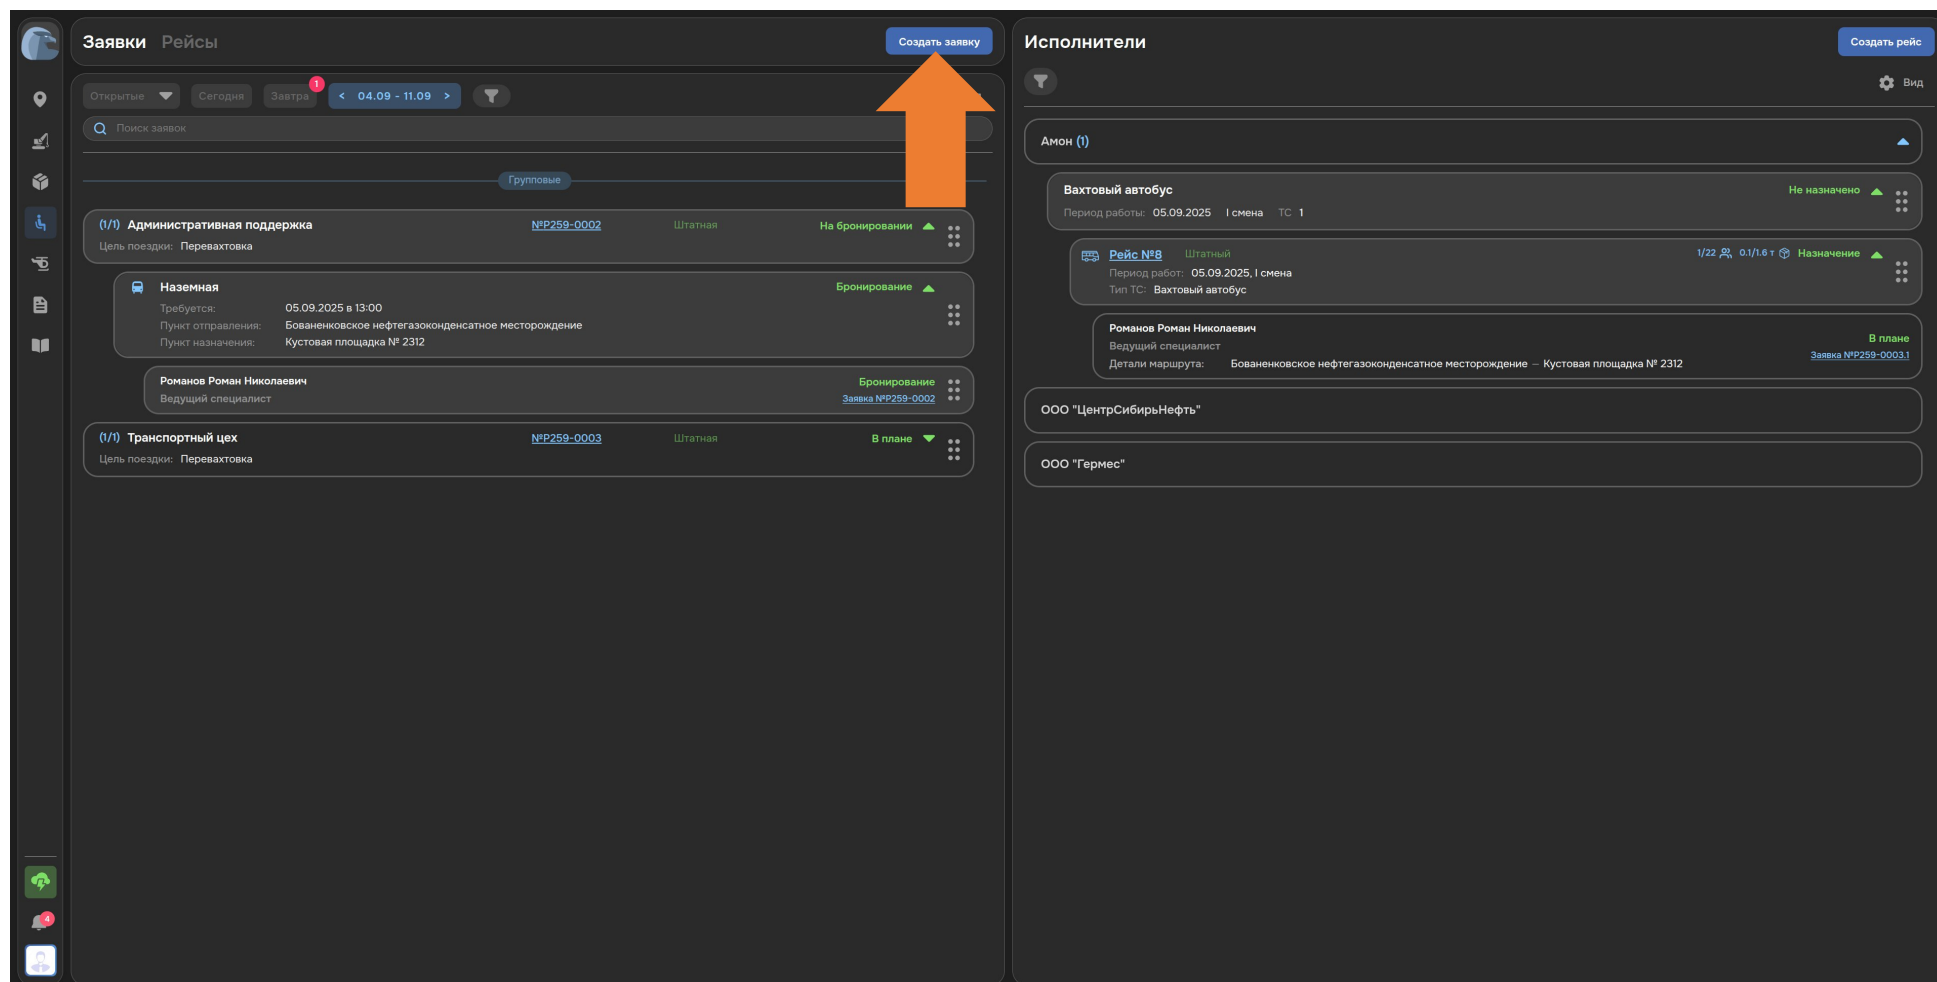 Заявки Рейсы
Создать заявку
Открытые Сегодня Завтра 1 < 04.09 - 11.09 >
Поиск заявок
Групповые
(1/1) Административная поддержка №Р259-0002 Штатная На бронировании
Цель поездки: Перевахтовка
Наземная Бронирование
Требуется: 05.09.2025 в 13:00
Пункт отправления: Бованенковское нефтегазоконденсатное месторождение
Пункт назначения: Кустовая площадка № 2312
Романов Роман Николаевич Бронирование
Ведущий специалист Заявка №Р259-0002
(1/1) Транспортный цех №Р259-0003 Штатная В плане
Цель поездки: Перевахтовка
4
Исполнители
Создать рейс
Вид
Амон (1)
Вахтовый автобус Не назначено
Период работы: 05.09.2025 I смена ТС 1
Рейс №8 Штатный 1/22 0.1/1.6 т Назначение
Период работ: 05.09.2025, I смена
Тип ТС: Вахтовый автобус
Романов Роман Николаевич
В плане
Ведущий специалист
Заявка №Р259-0003.1
Детали маршрута: Бованенковское нефтегазоконденсатное месторождение – Кустовая площадка № 2312
ООО "ЦентрСибирьНефть"
ООО "Гермес"